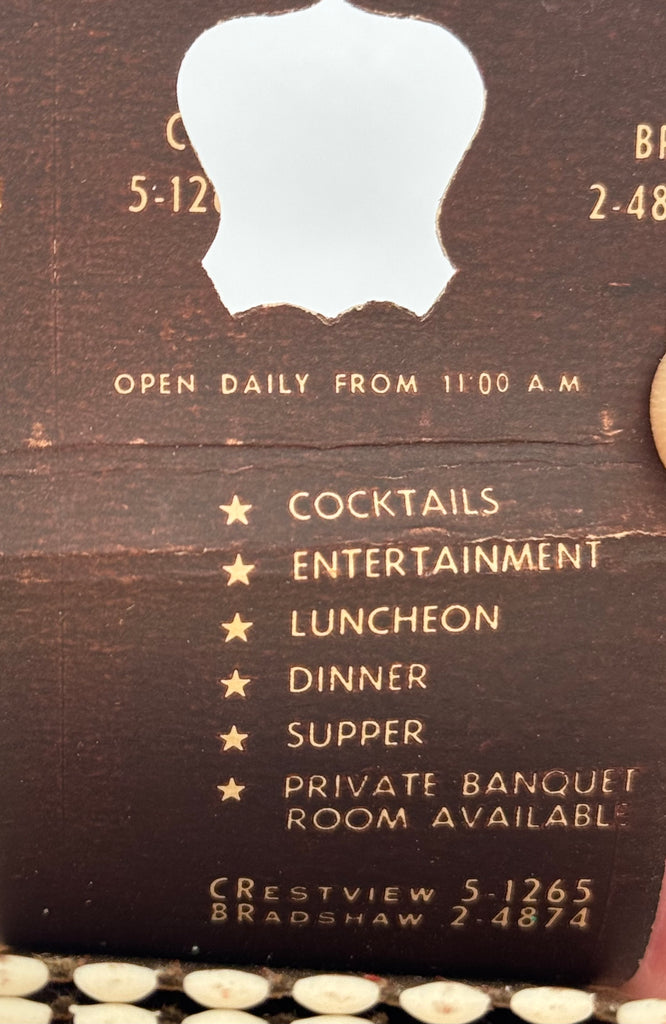 5-126
2-48
OPEN DAILY FROM 11:00 A.M
★ COCKTAILS
★ ENTERTAINMENT
★ LUNCHEON
★ DINNER
★ SUPPER
★ PRIVATE BANQUET
ROOM AVAILABLE
CRESTVIEW 5-1265
BRADSHAW 2-4874